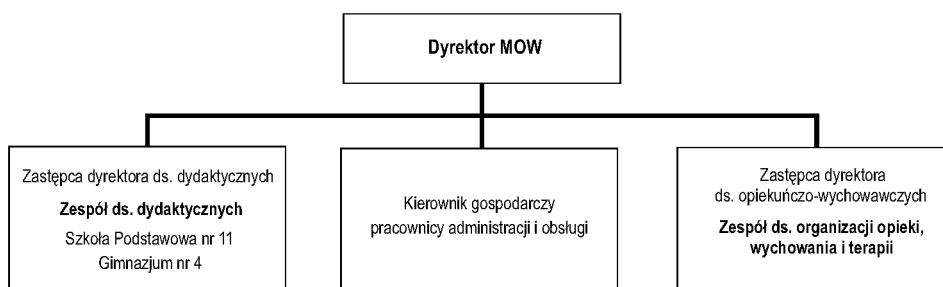 Dyrektor MOW
Zastępca dyrektora ds. dydaktycznych
Zespół ds. dydaktycznych
Szkoła Podstawowa nr 11
Gimnazjum nr 4
Kierownik gospodarczy
pracownicy administracji i obsługi
Zastępca dyrektora
ds. opiekuńczo-wychowawczych
Zespół ds. organizacji opieki,
wychowania i terapii